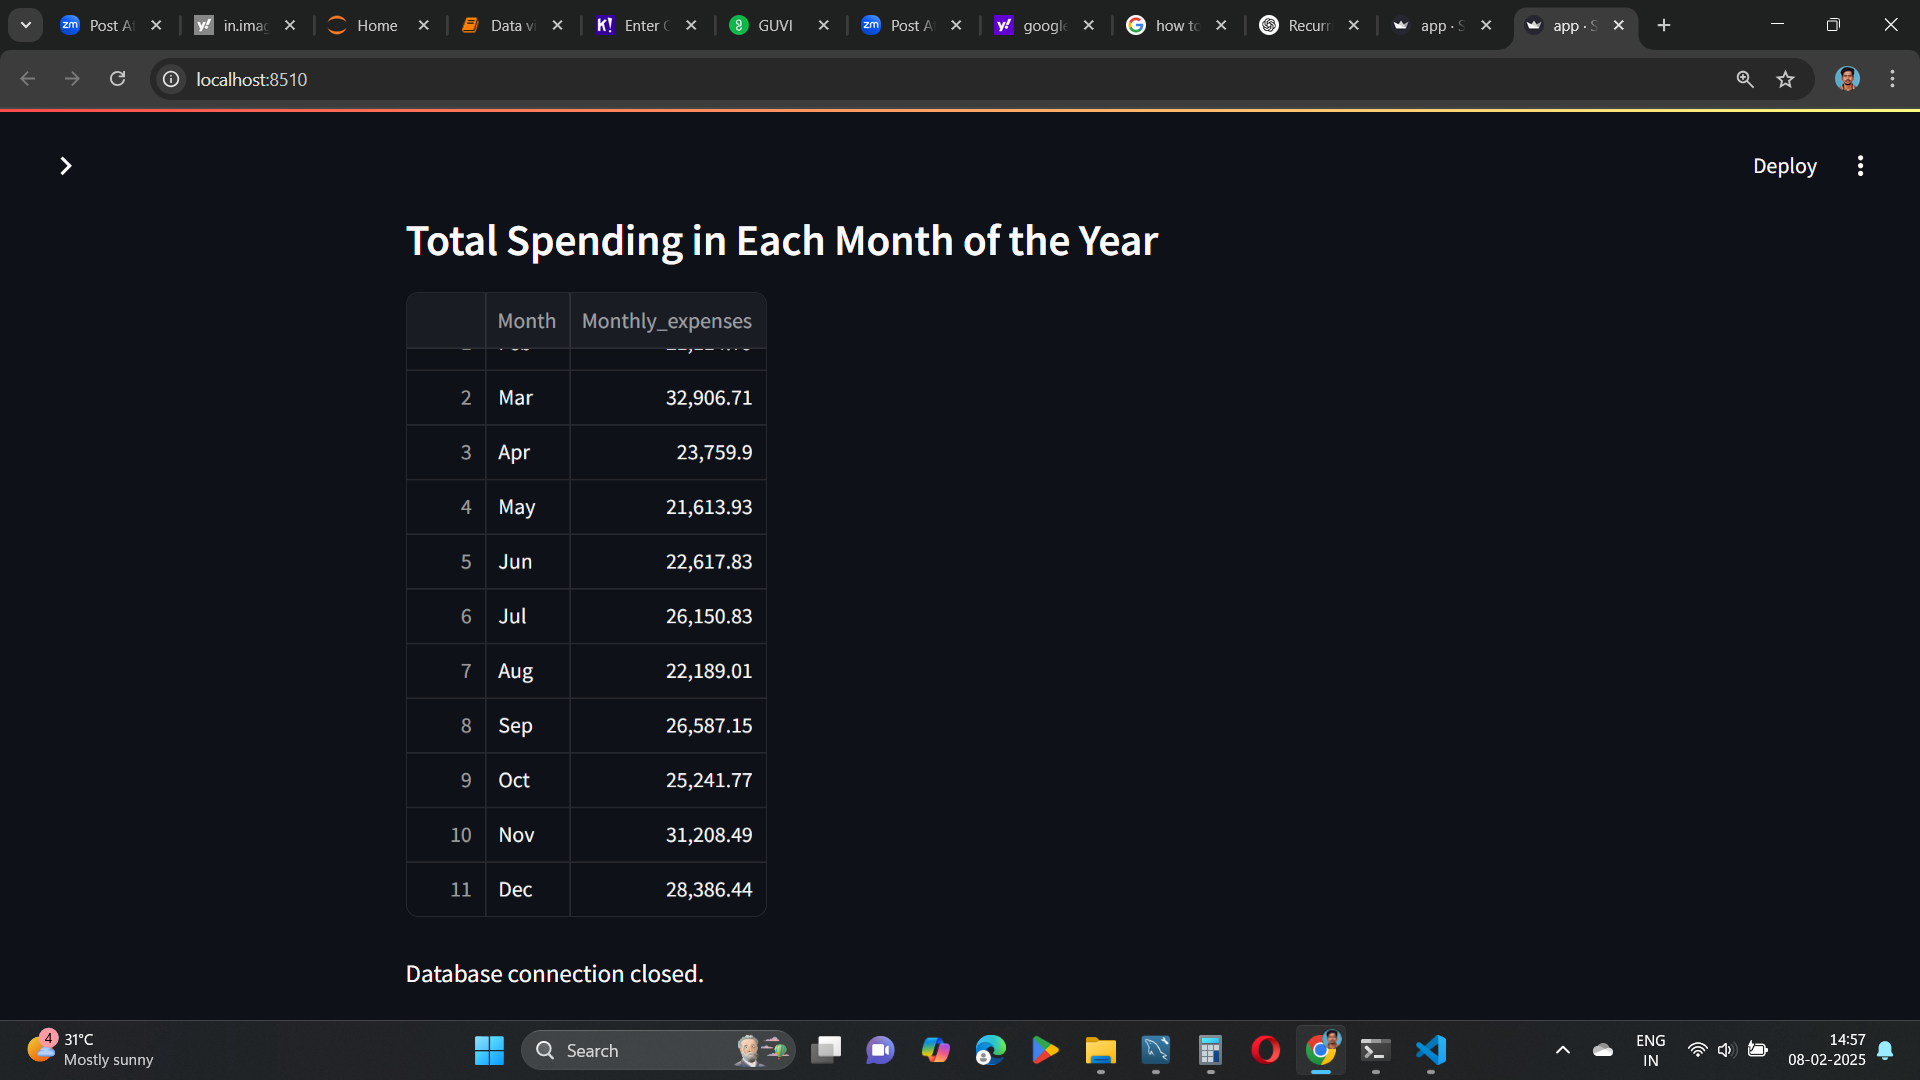 Post A
in.imag
Home
Data vi
Enter G
GUVI
Post A
google
how to
Recurr
app · S
app · S
localhost:8510
Deploy
Total Spending in Each Month of the Year
Month Monthly_expenses
2 Mar 32,906.71
3 Apr 23,759.9
4 May 21,613.93
5 Jun 22,617.83
6 Jul 26,150.83
7 Aug 22,189.01
8 Sep 26,587.15
9 Oct 25,241.77
10 Nov 31,208.49
11 Dec 28,386.44
Database connection closed.
4
31°C
Mostly sunny
Search
ENG
IN
14:57
08-02-2025